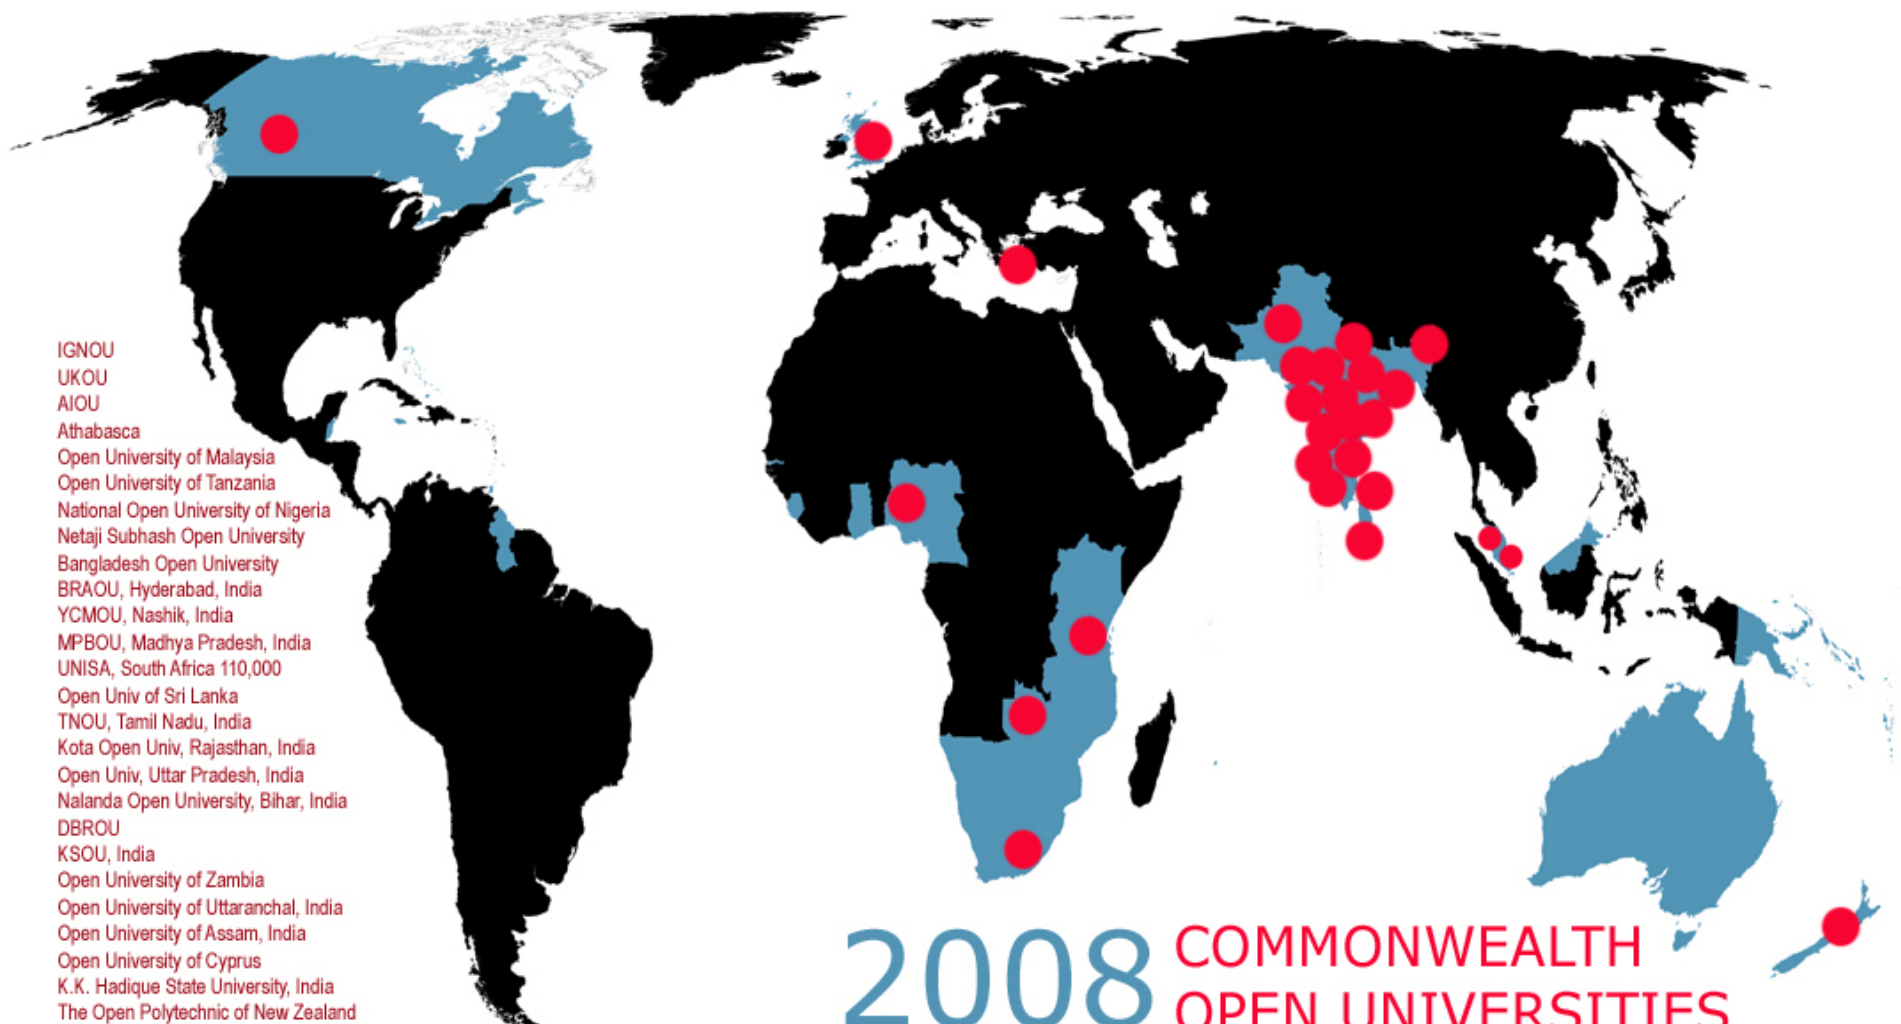 IGNOU
UKOU
AIOU
Athabasca
Open University of Malaysia
Open University of Tanzania
National Open University of Nigeria
Netaji Subhash Open University
Bangladesh Open University
BRAOU, Hyderabad, India
YCMOU, Nashik, India
MPBOU, Madhya Pradesh, India
UNISA, South Africa 110,000
Open Univ of Sri Lanka
TNOU, Tamil Nadu, India
Kota Open Univ, Rajasthan, India
Open Univ, Uttar Pradesh, India
Nalanda Open University, Bihar, India
DBROU
KSOU, India
Open University of Zambia
Open University of Uttaranchal, India
Open University of Assam, India
Open University of Cyprus
K.K. Hadique State University, India
The Open Polytechnic of New Zealand
2008
COMMONWEALTH
OPEN UNIVERSITIES